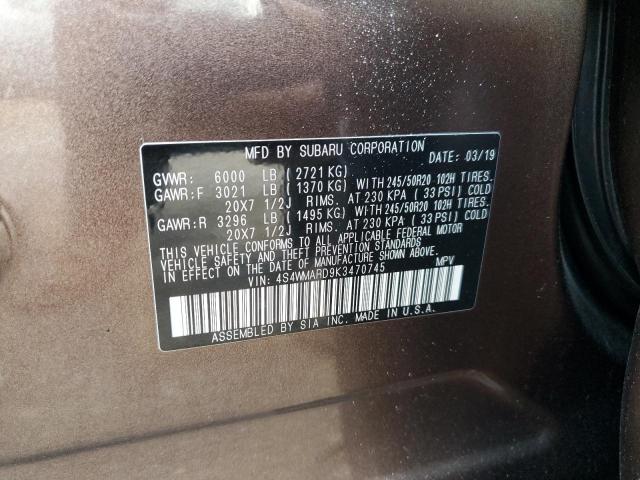 MFD BY SUBARU CORPORATION
DATE: 03/19
GVWR: 6000 LB ( 2721 KG)
GAWR:F 3021 LB ( 1370 KG) WITH 245/50R20 102H TIRES.
20X7 1/2J RIMS. AT 230 KPA ( 33 PSI) COLD
GAWR:R 3296 LB ( 1495 KG) WITH 245/50R20 102H TIRES.
20X7 1/2J RIMS. AT 230 KPA ( 33 PSI) COLD
THIS VEHICLE CONFORMS TO ALL APPLICABLE FEDERAL MOTOR
VEHICLE SAFETY AND THEFT PREVENTION STANDARDS
IN EFFECT ON THE DATE OF MANUFACTURE SHOWN ABOVE.
VIN: 4S4WMARD9K3470745 MPV
ASSEMBLED BY SIA INC. MADE IN U.S.A.